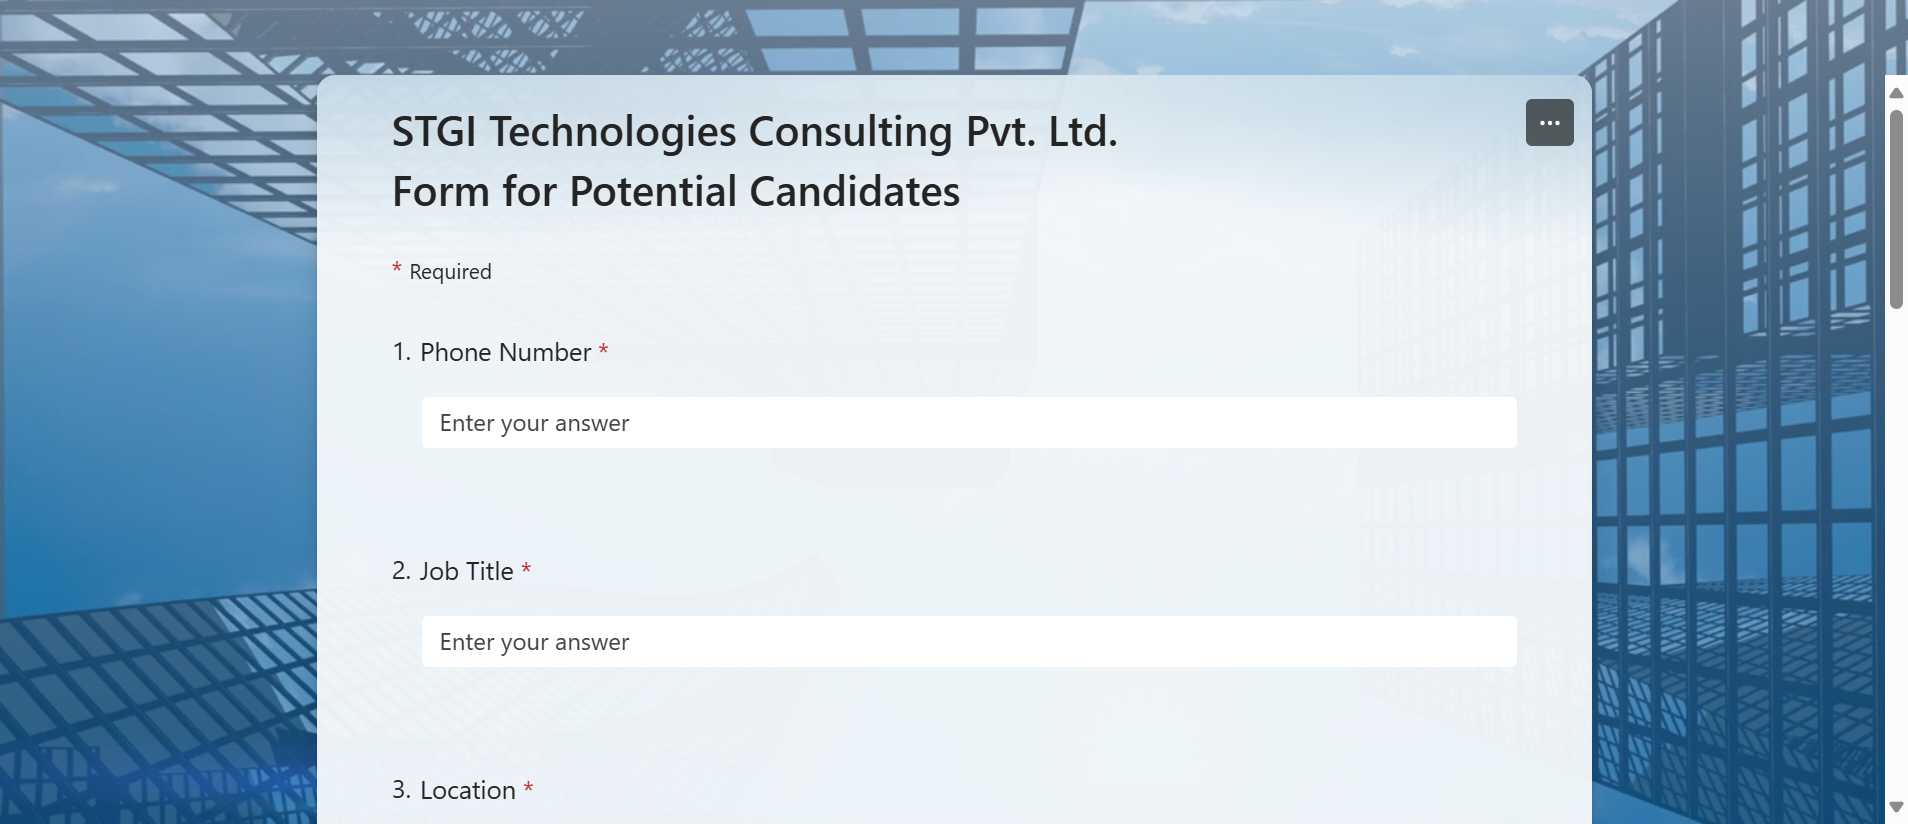 STGI Technologies Consulting Pvt. Ltd.
Form for Potential Candidates
* Required
1. Phone Number *
Enter your answer
2. Job Title *
Enter your answer
3. Location *